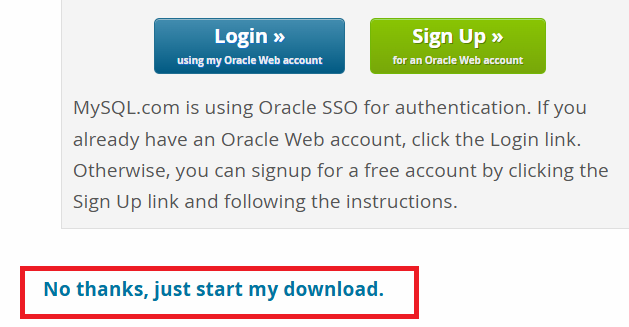 Login »
using my Oracle Web account
Sign Up »
for an Oracle Web account
MySQL.com is using Oracle SSO for authentication. If you
already have an Oracle Web account, click the Login link.
Otherwise, you can signup for a free account by clicking the
Sign Up link and following the instructions.
No thanks, just start my download.